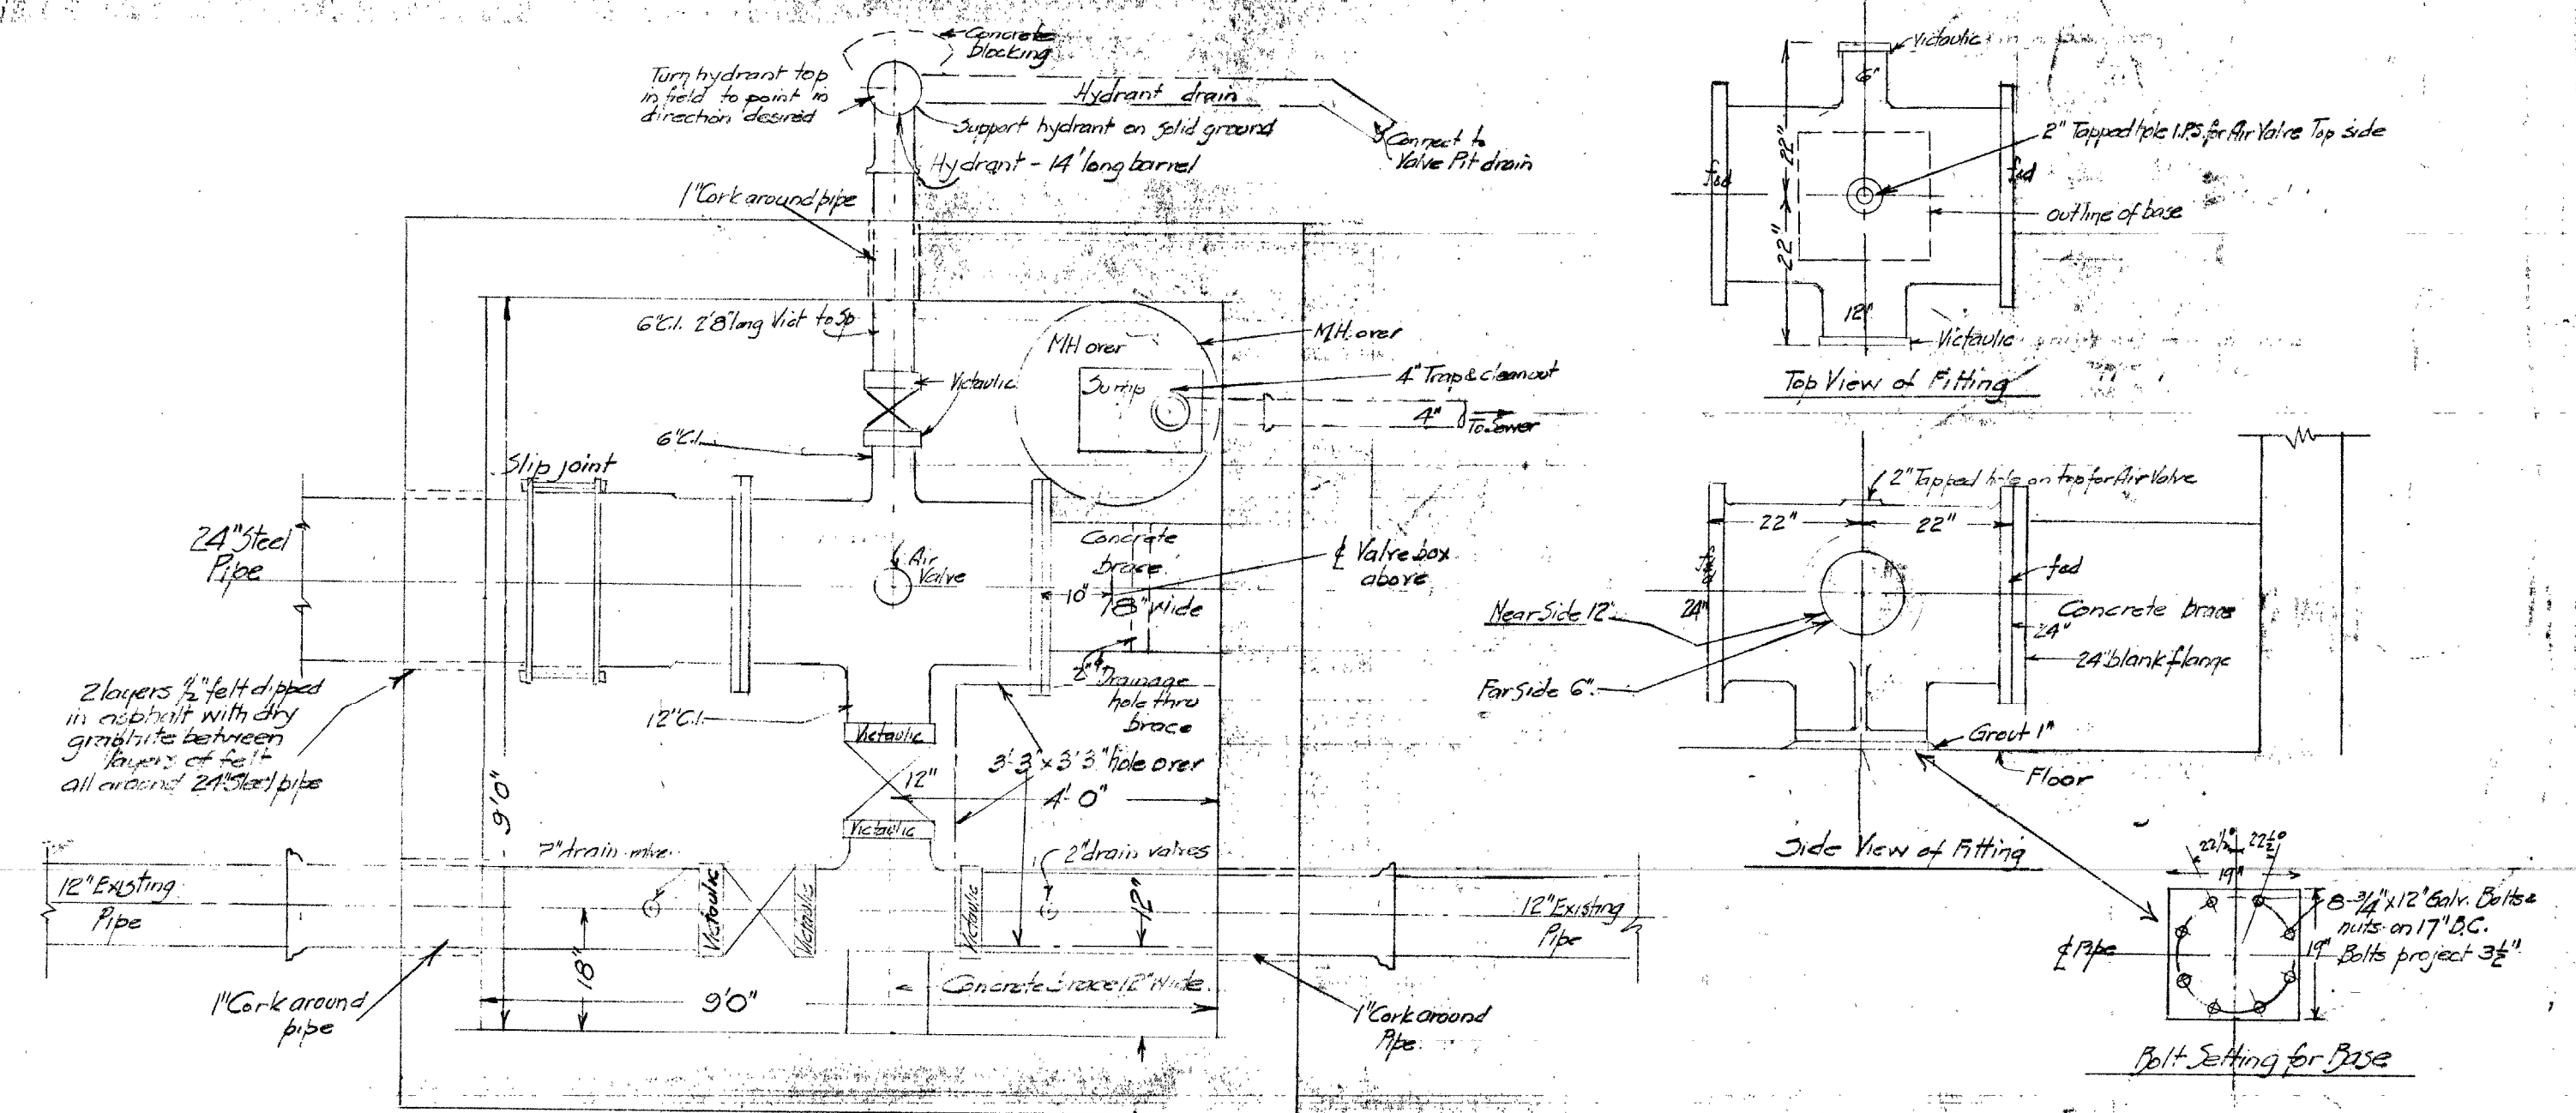 Concrete
blocking
Turn hydrant top
in field to point in
direction desired
Hydrant drain
Support hydrant on solid ground
Connect to
Valve Pit drain
Hydrant - 14' long barrel
1" Cork around pipe
6" C.I. 2'8" long Vict to Sp
MH over
MH over
Sump
Victaulic
4" Trap & cleanout
4"
To Sewer
6" C.I.
Slip joint
24" Steel
Pipe
Air
Valve
Concrete
brace
10"
18" Wide
℄ Valve box
above
2"
Drainage
hole thru
brace
2 layers ½" felt dipped
in asphalt with dry
graphite between
layers of felt
all around 24" Steel pipe
12" C.I.
Victaulic
12"
3'-3" x 3'3" hole over
4'-0"
9'0"
Victaulic
2" drain valves
12" Existing
Pipe
Victaulic
Victaulic
Victaulic
12"
12" Existing
Pipe
18"
9'0"
Concrete brace 12" Wide
1" Cork around
pipe
1" Cork around
Pipe
Victaulic
6"
2" Tapped hole I.P.S. for Air Valve Top side
22"
22"
outline of base
12"
Victaulic
Top View of Fitting
2" Tapped hole on top for Air Valve
22"
22"
24"
Near Side 12"
Far Side 6"
Concrete brace
24"
24" blank flange
Grout 1"
Floor
Side View of Fitting
22½° 22½°
19"
8-¾" x 12" Galv. Bolts &
nuts on 17" B.C.
19"
Bolts project 3½"
℄ Pipe
Bolt Setting for Base